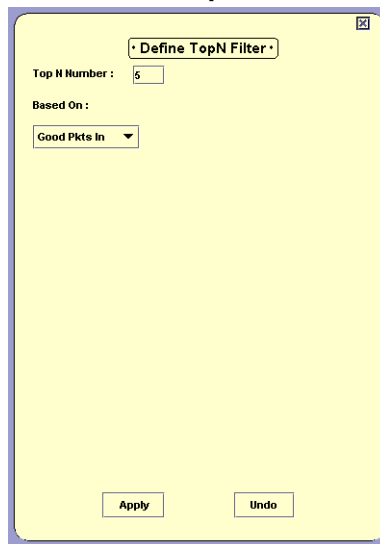 • Define TopN Filter •
Top N Number : 5
Based On :
Good Pkts In
Apply Undo